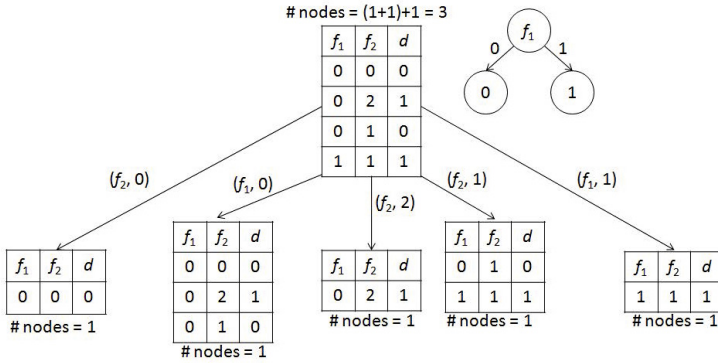 # nodes = (1+1)+1 = 3
f1 f2 d
0 0 0
0 2 1
0 1 0
1 1 1
f1
0 1
0 1
(f2, 0)
(f1, 0)
(f2, 2)
(f2, 1)
(f1, 1)
f1 f2 d
0 0 0
# nodes = 1
f1 f2 d
0 0 0
0 2 1
0 1 0
# nodes = 1
f1 f2 d
0 2 1
# nodes = 1
f1 f2 d
0 1 0
1 1 1
# nodes = 1
f1 f2 d
1 1 1
# nodes = 1